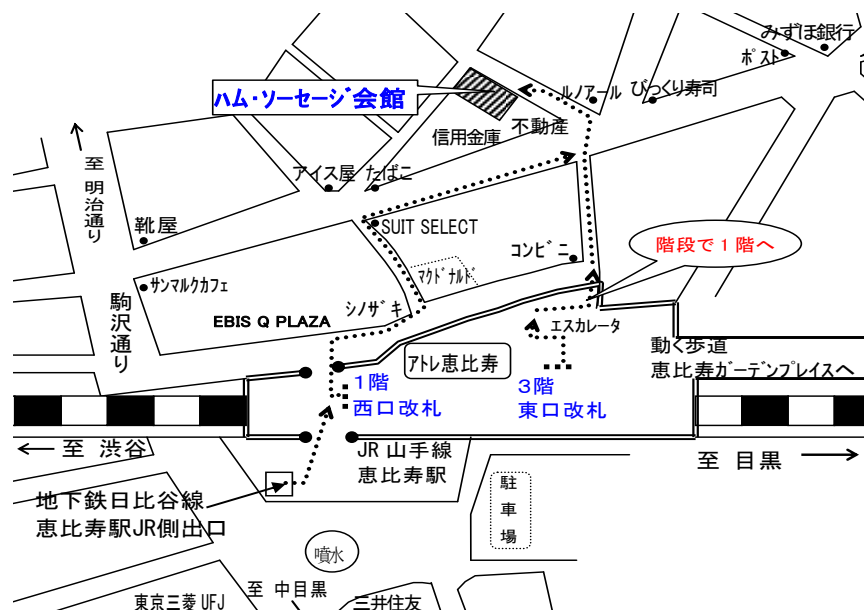 みずほ銀行
ポスト
ハム・ソーセージ会館
ルノアール
びっくり寿司
信用金庫
不動産
至 明治通り
アイス屋
たばこ
靴屋
SUIT SELECT
階段で1階へ
コンビニ
サンマルクカフェ
マクドナルド
駒沢通り
シノザキ
EBIS Q PLAZA
エスカレータ
動く歩道
恵比寿ガーデンプレイスへ
アトレ恵比寿
1階
西口改札
3階
東口改札
至 渋谷
JR 山手線
恵比寿駅
至 目黒
地下鉄日比谷線
恵比寿駅JR側出口
駐車場
噴水
至 中目黒
東京三菱 UFJ
三井住友